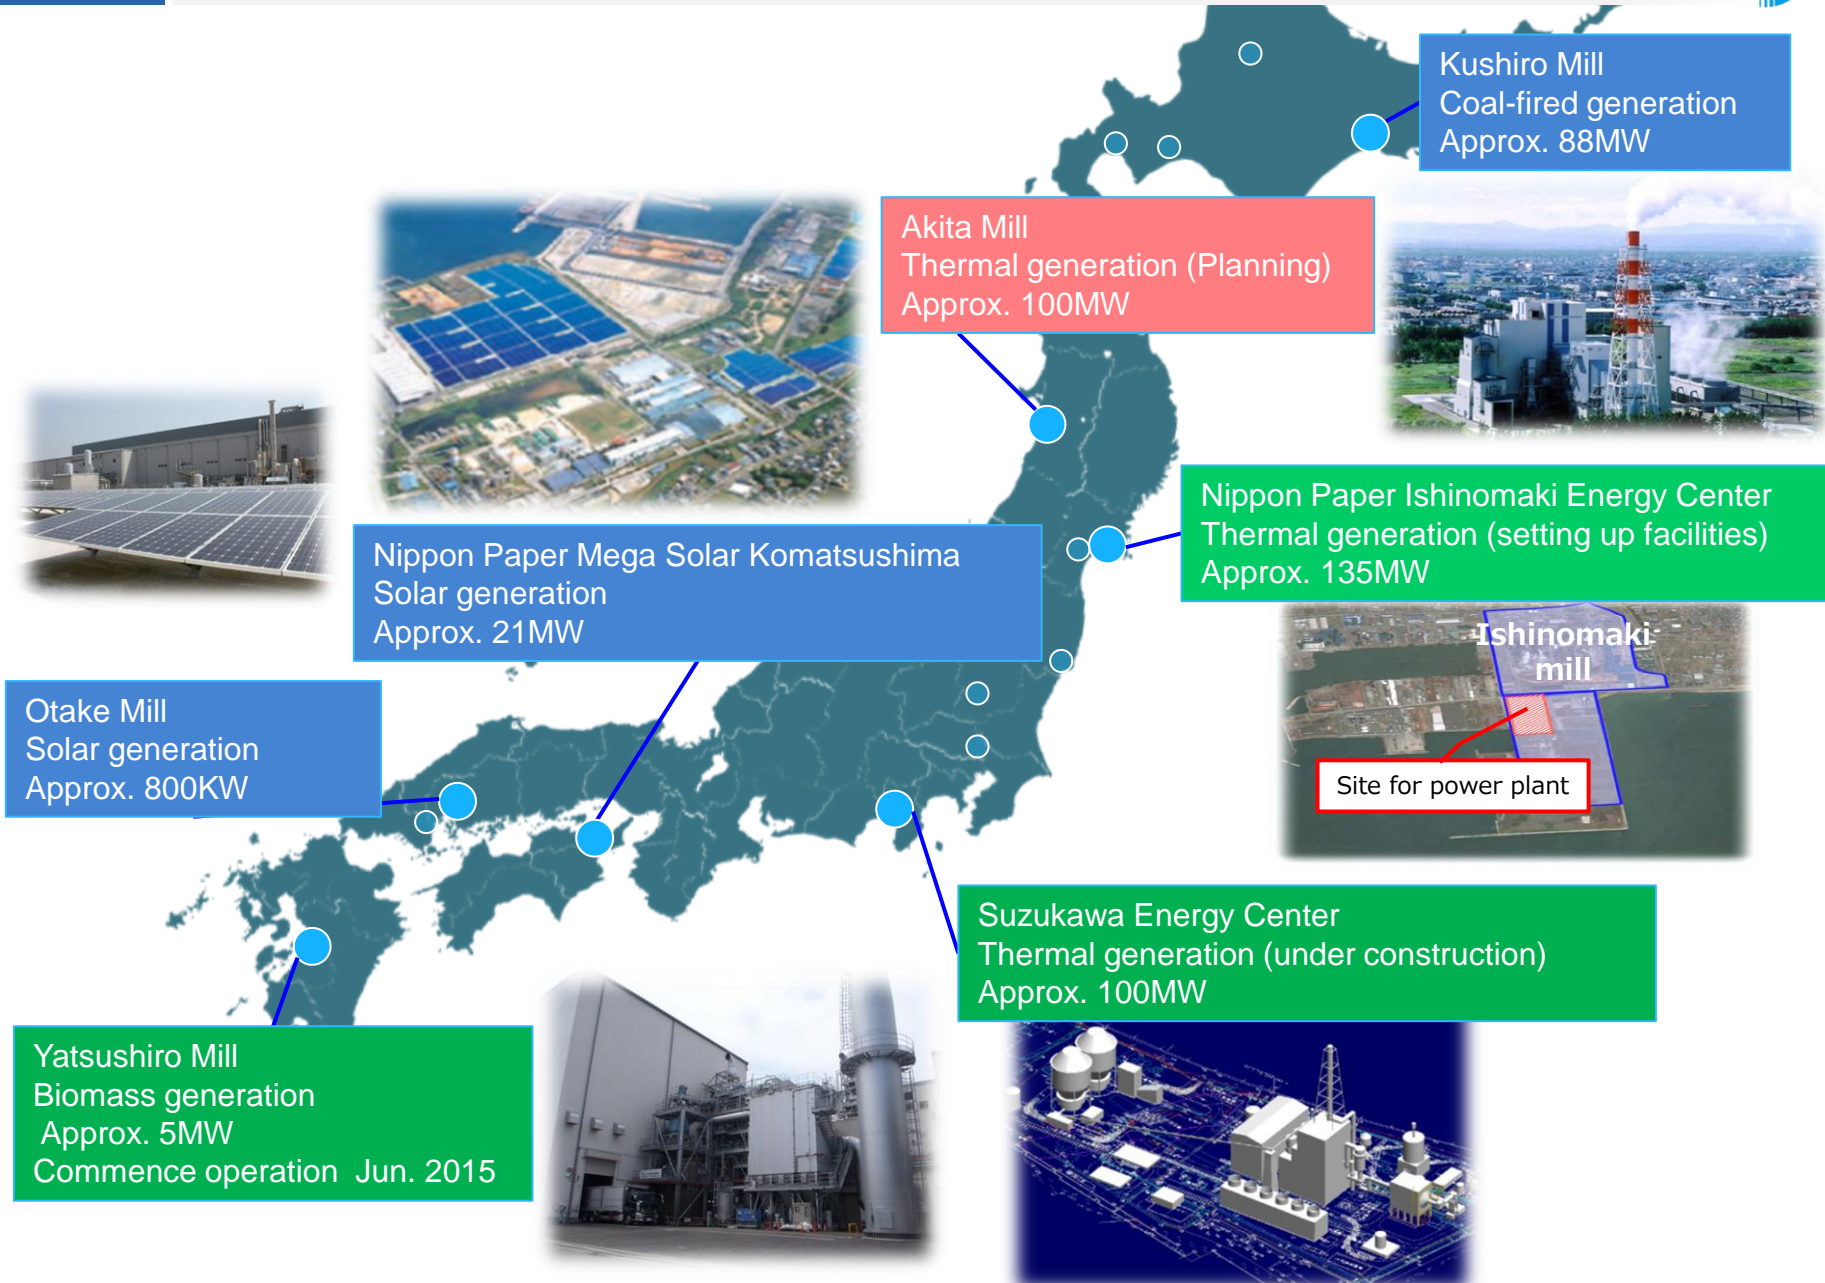 Kushiro Mill
Coal-fired generation
Approx. 88MW
Akita Mill
Thermal generation (Planning)
Approx. 100MW
Nippon Paper Ishinomaki Energy Center
Thermal generation (setting up facilities)
Approx. 135MW
Nippon Paper Mega Solar Komatsushima
Solar generation
Approx. 21MW
Ishinomaki
mill
Site for power plant
Otake Mill
Solar generation
Approx. 800KW
Suzukawa Energy Center
Thermal generation (under construction)
Approx. 100MW
Yatsushiro Mill
Biomass generation
Approx. 5MW
Commence operation  Jun. 2015